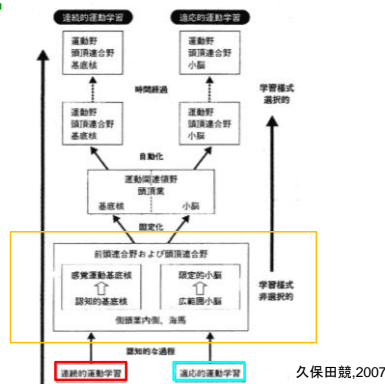 連続的運動学習 適応的運動学習
運動野 運動野
頭頂連合野 頭頂連合野
基底核 小脳
時間経過
学習様式
選択的
運動野 運動野
頭頂連合野 頭頂連合野
基底核 小脳
自動化
運動関連領野
頭頂葉
基底核 小脳
固定化
前頭連合野および頭頂連合野
感覚運動基底核 限定的小脳
認知的基底核 広範囲小脳
側頭葉内側、海馬
学習様式
非選択的
認知的な過程
連続的運動学習 適応的運動学習
久保田競,2007